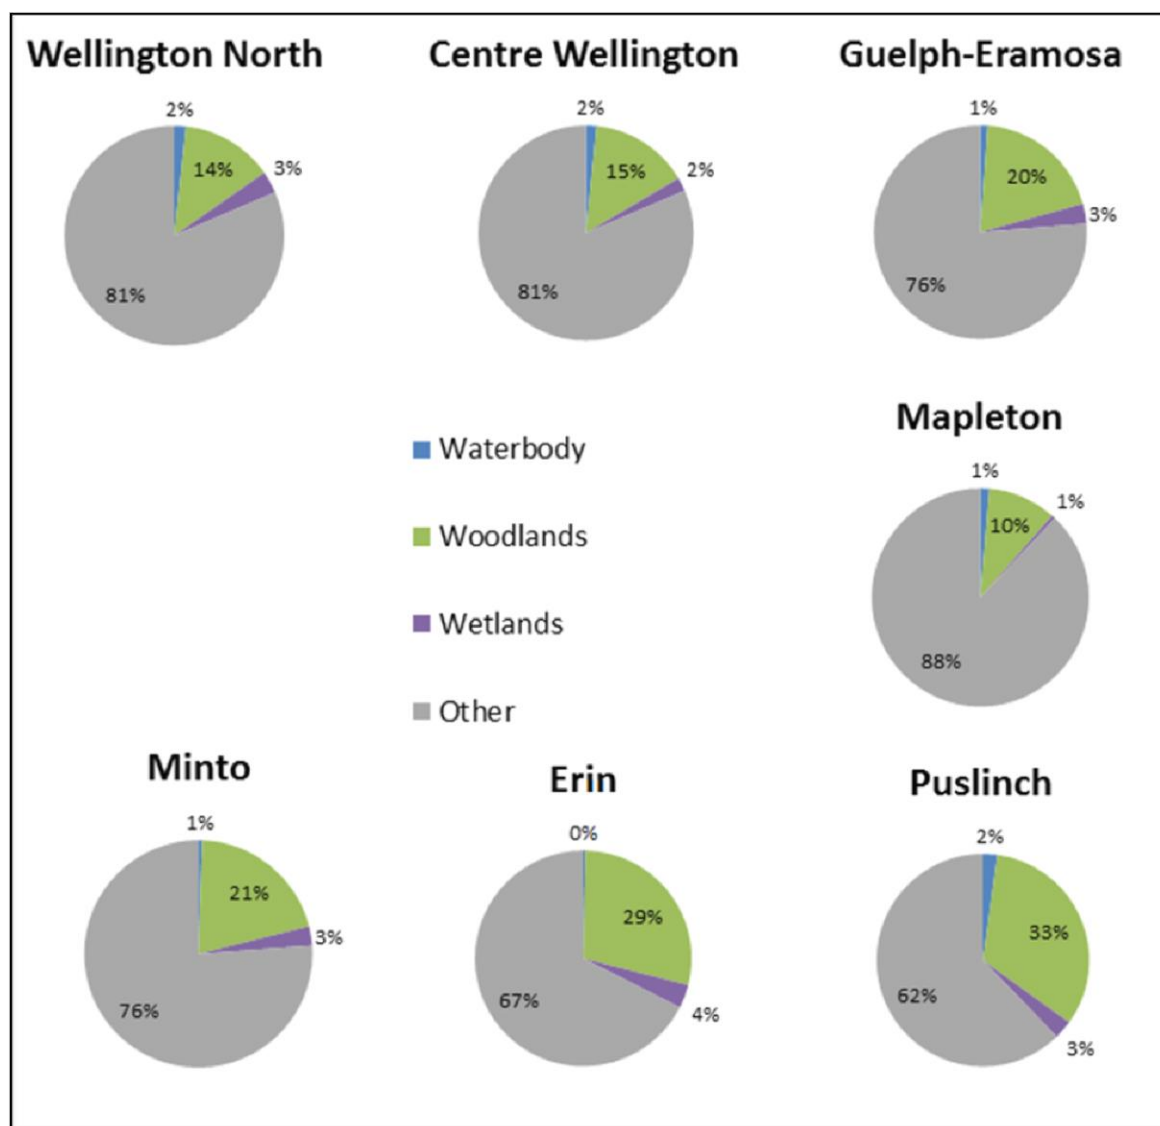 Wellington North
2%
14%
3%
81%
Centre Wellington
2%
15%
2%
81%
Guelph-Eramosa
1%
20%
3%
76%
Waterbody
Woodlands
Wetlands
Other
Mapleton
1%
10%
1%
88%
Minto
1%
21%
3%
76%
Erin
0%
29%
4%
67%
Puslinch
2%
33%
3%
62%